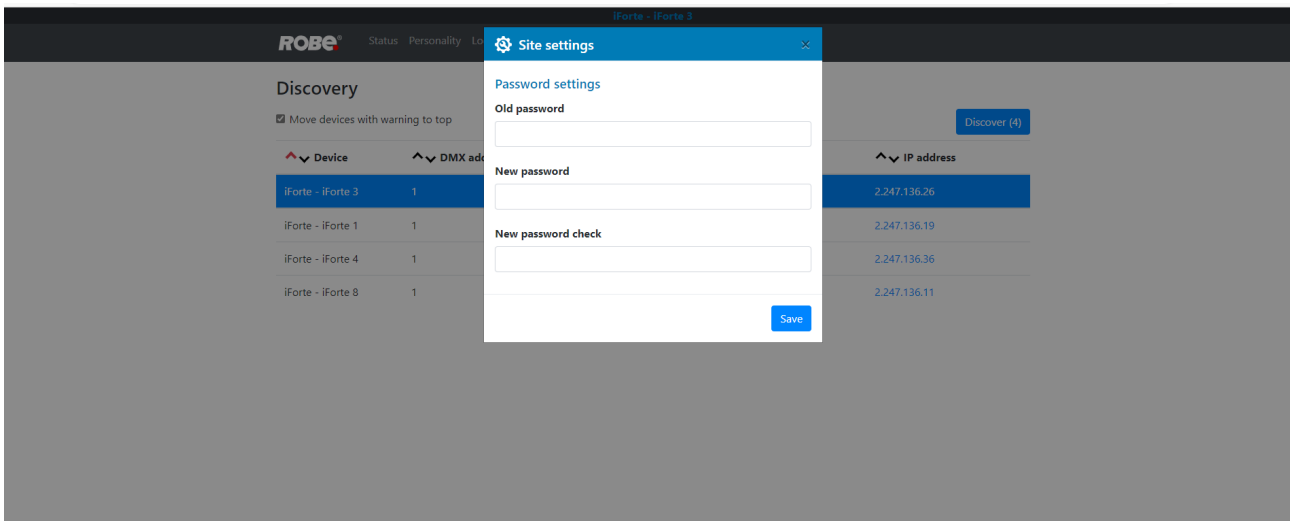 iForte - iForte 3
ROBE® Status Personality Lo
Site settings ×
Password settings
Old password
New password
New password check
Save
Discovery
Move devices with warning to top
Discover (4)
Device DMX add IP address
iForte - iForte 3 1 2.247.136.26
iForte - iForte 1 1 2.247.136.19
iForte - iForte 4 1 2.247.136.36
iForte - iForte 8 1 2.247.136.11